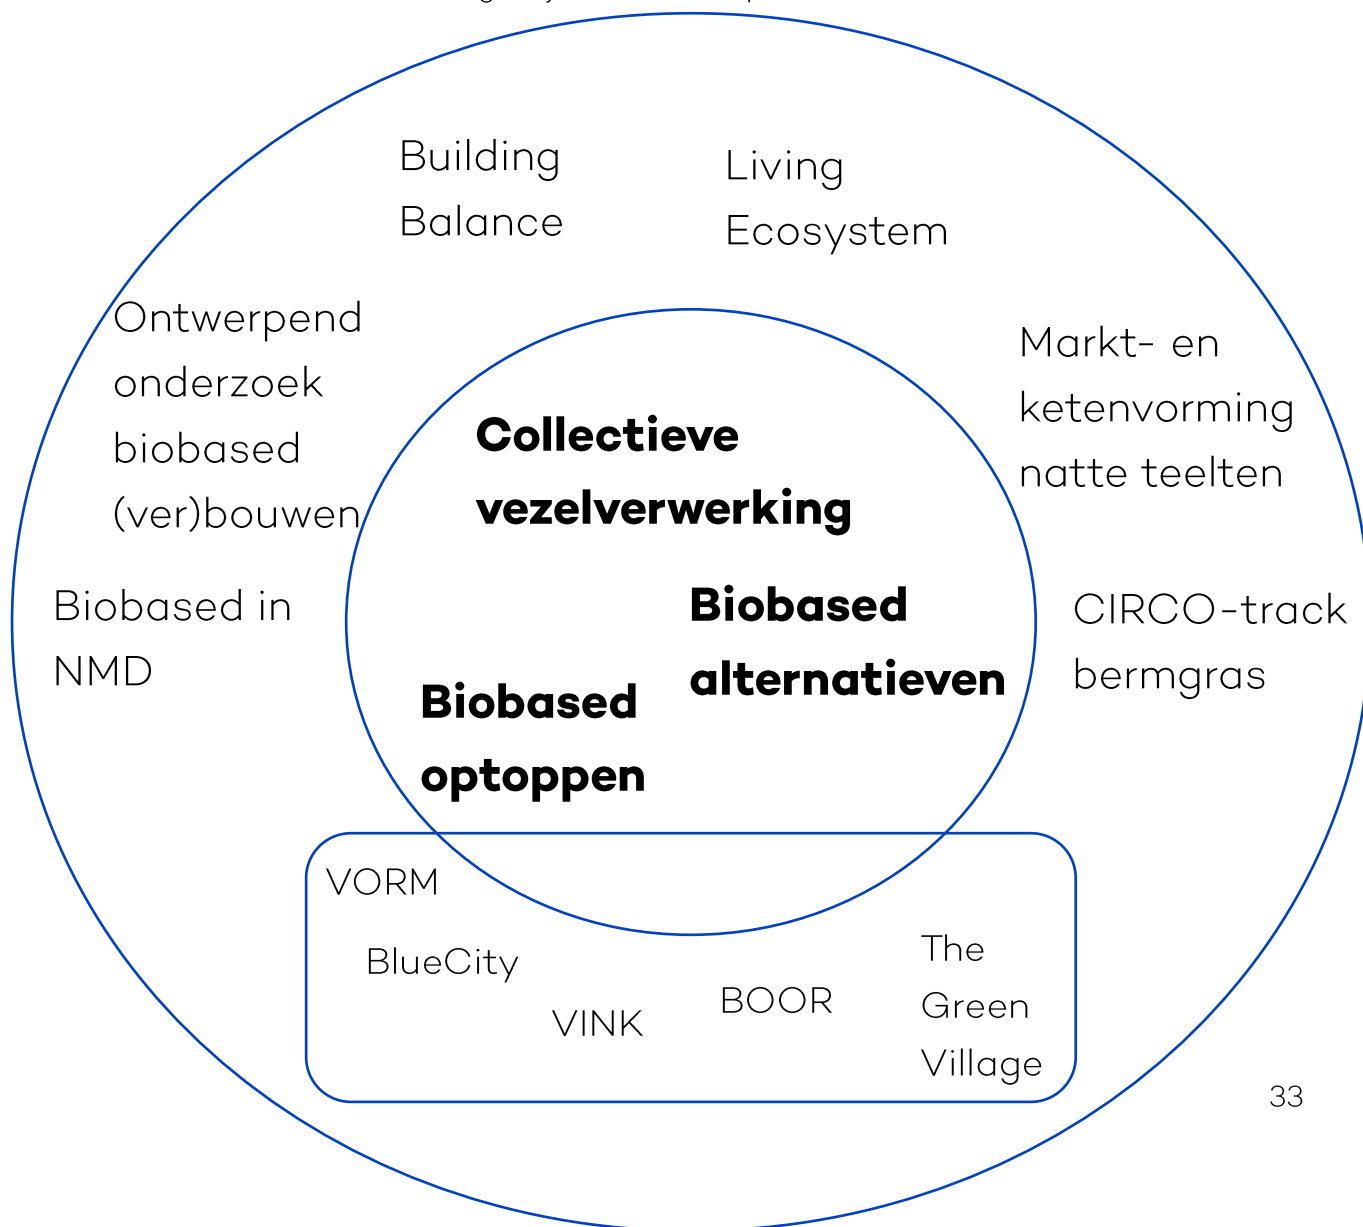 Building
Balance
Living
Ecosystem
Ontwerpend
onderzoek
biobased
(ver)bouwen
Markt- en
ketenvorming
natte teelten
Collectieve
vezelverwerking
Biobased in
NMD
Biobased
alternatieven
CIRCO-track
bermgras
Biobased
optoppen
VORM
BlueCity
VINK
BOOR
The
Green
Village
33